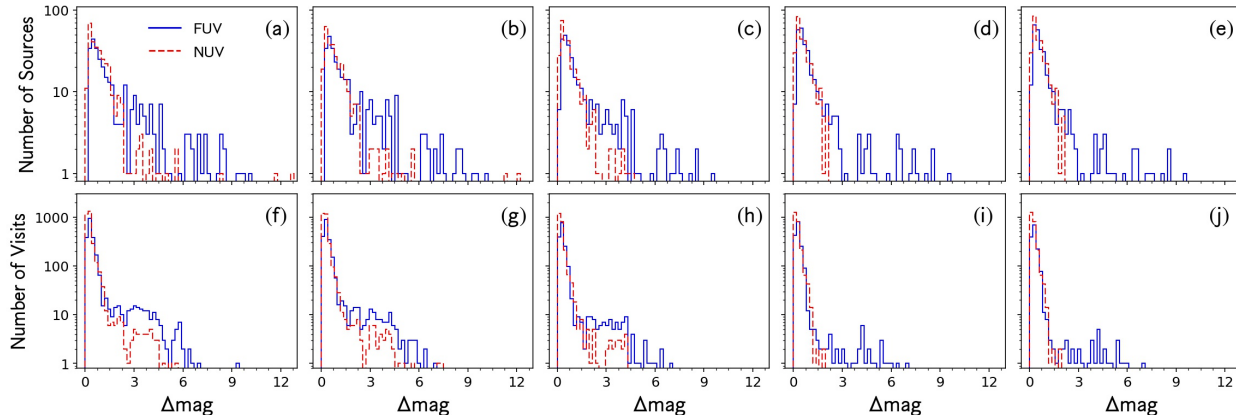 100
10
1
Number of Sources
FUV
NUV
(a)
(b)
(c)
(d)
(e)
1000
100
10
1
Number of Visits
(f)
(g)
(h)
(i)
(j)
0 3 6 9 12
0 3 6 9 12
0 3 6 9 12
0 3 6 9 12
0 3 6 9 12
Δmag
Δmag
Δmag
Δmag
Δmag